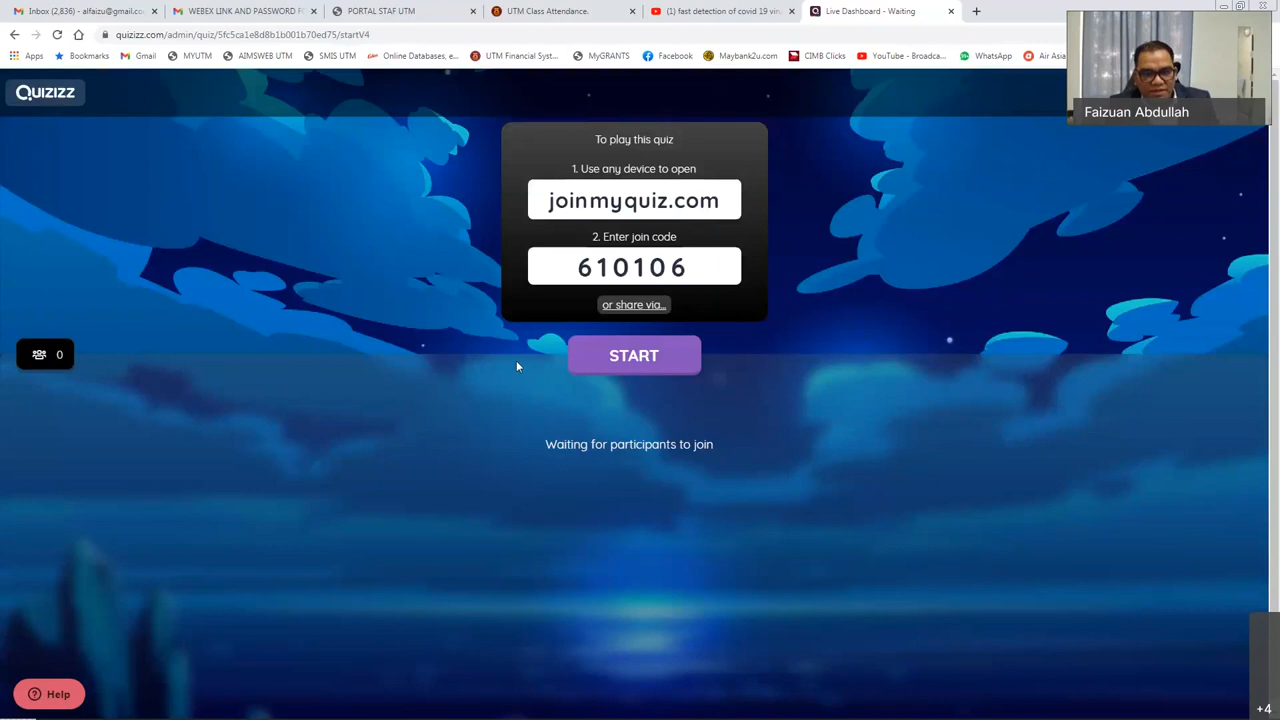 Inbox (2,836) - alfaizu@gmail.co
WEBEX LINK AND PASSWORD FO
PORTAL STAF UTM
UTM Class Attendance.
(1) fast detection of covid 19 viru
Live Dashboard - Waiting
quizizz.com/admin/quiz/5fc5ca1e8d8b1b001b70ed75/startV4
Apps
Bookmarks
Gmail
MYUTM
AIMSWEB UTM
SMIS UTM
Online Databases, e...
UTM Financial Syste...
MyGRANTS
Facebook
Maybank2u.com
CIMB Clicks
YouTube - Broadca...
WhatsApp
Air Asia
Faizuan Abdullah
QUIZIZZ
To play this quiz
1. Use any device to open
joinmyquiz.com
2. Enter join code
610106
or share via...
0
START
Waiting for participants to join
Help
+4